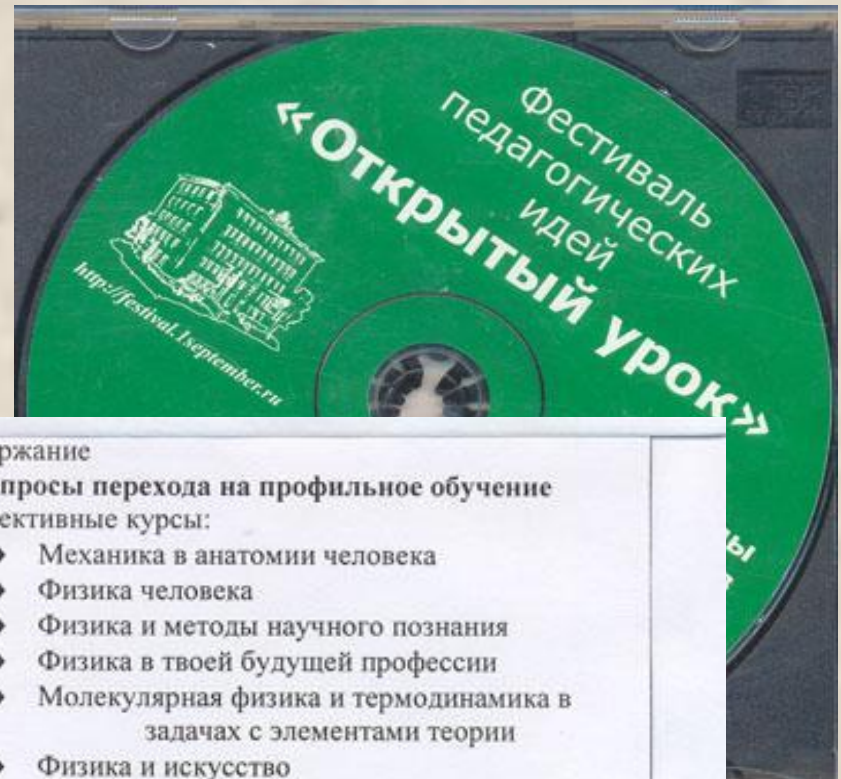 Фестиваль
педагогических
идей
«Открытый урок»
http://festival.1september.ru
ржание
просы перехода на профильное обучение
ективные курсы:
Механика в анатомии человека
Физика человека
Физика и методы научного познания
Физика в твоей будущей профессии
Молекулярная физика и термодинамика в
задачах с элементами теории
Физика и искусство